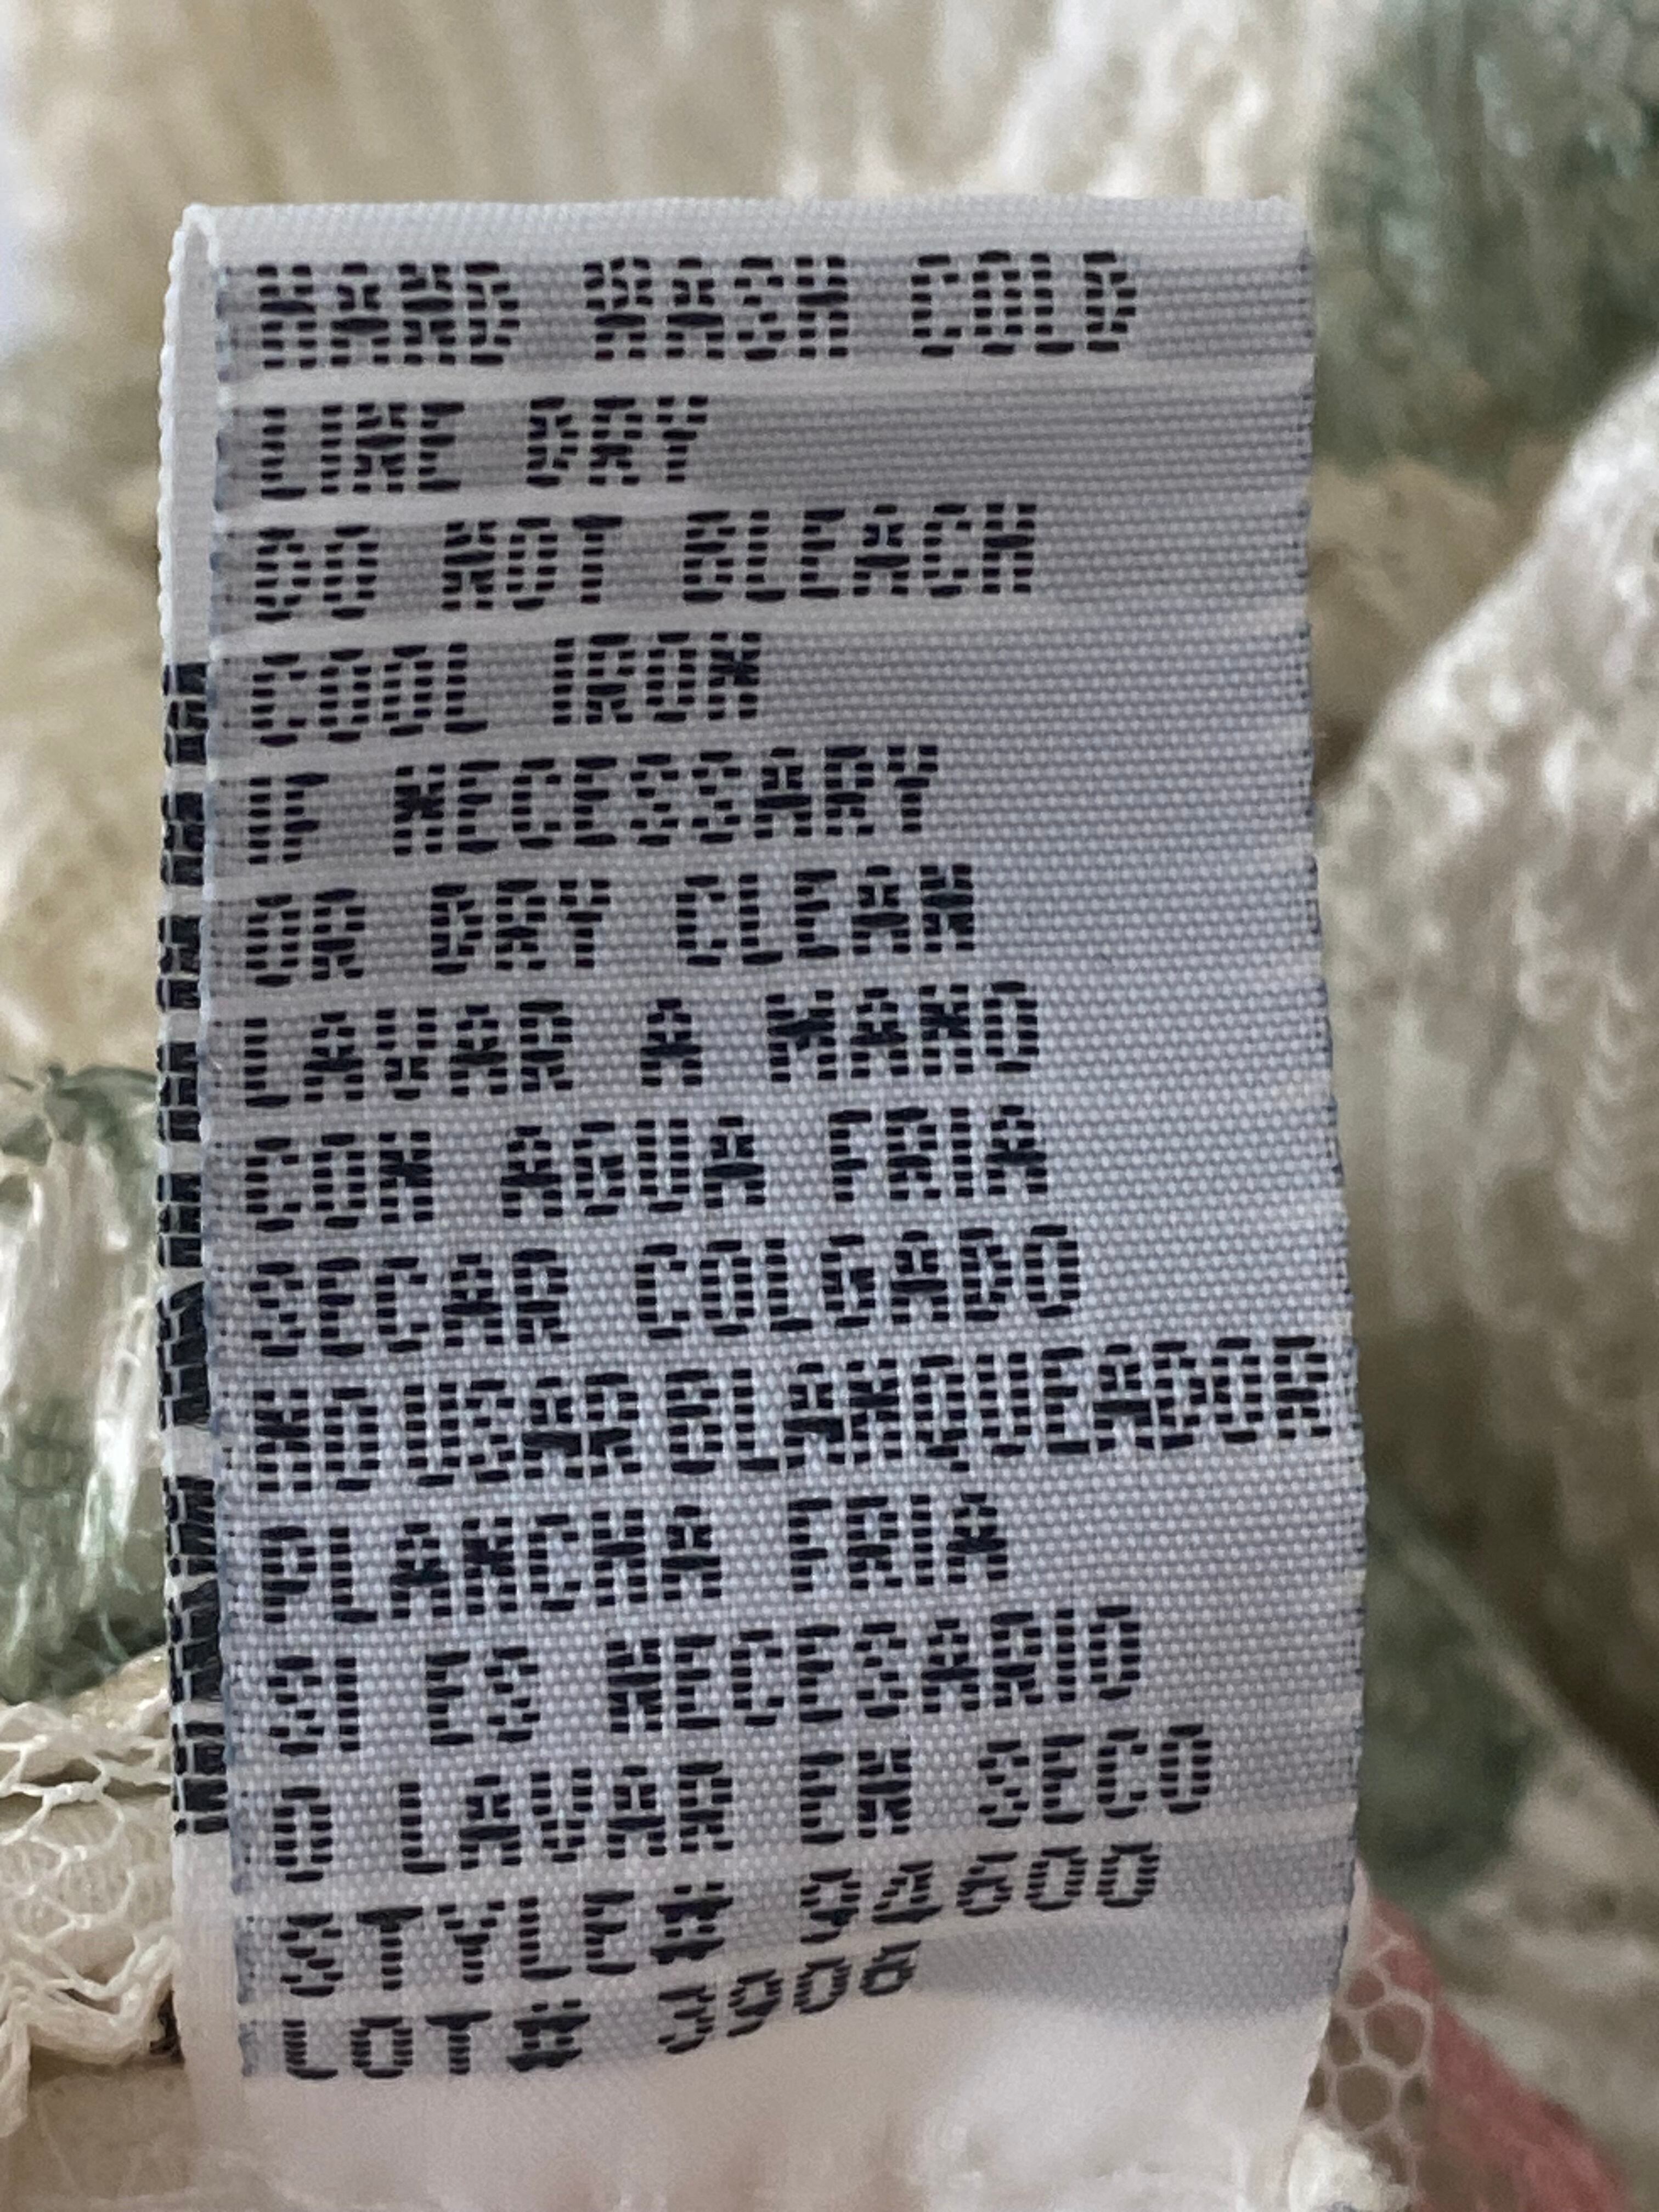 HAND WASH COLD
LINE DRY
DO NOT BLEACH
COOL IRON
IF NECESSARY
OR DRY CLEAN
LAVAR A MANO
CON AGUA FRIA
SECAR COLGADO
NO USAR BLANQUEADOR
PLANCHA FRIA
SI ES NECESARIO
O LAVAR EN SECO
STYLE# 94600
LOT# 3908